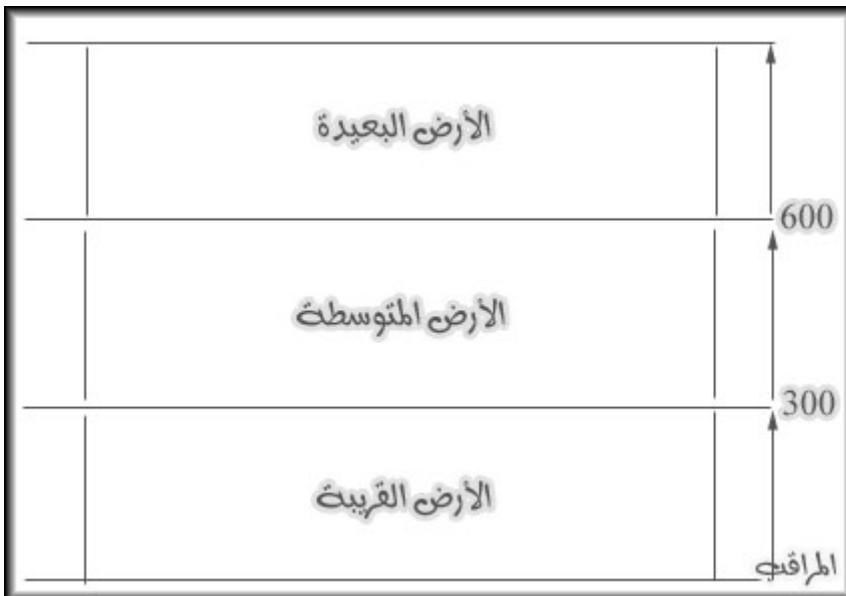 الأرض البعيدة
600
الأرض المتوسطة
300
الأرض القريبة
المراقب